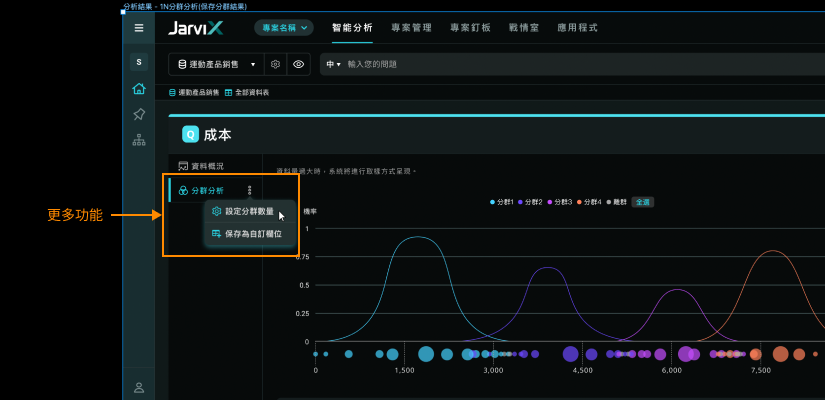 分析結果 - 1N分群分析(保存分群結果)
JarviX 專案名稱 智能分析 專案管理 專案釘板 戰情室 應用程式
S 運動產品銷售 中 輸入您的問題
運動產品銷售 全部資料表
Q 成本
資料概況
資料量過大時，系統將進行取樣方式呈現。
分群分析
分群1 分群2 分群3 分群4 離群 全選
更多功能
設定分群數量
機率
保存為自訂欄位
1
0.75
0.5
0.25
0
0 1,500 3,000 4,500 6,000 7,500